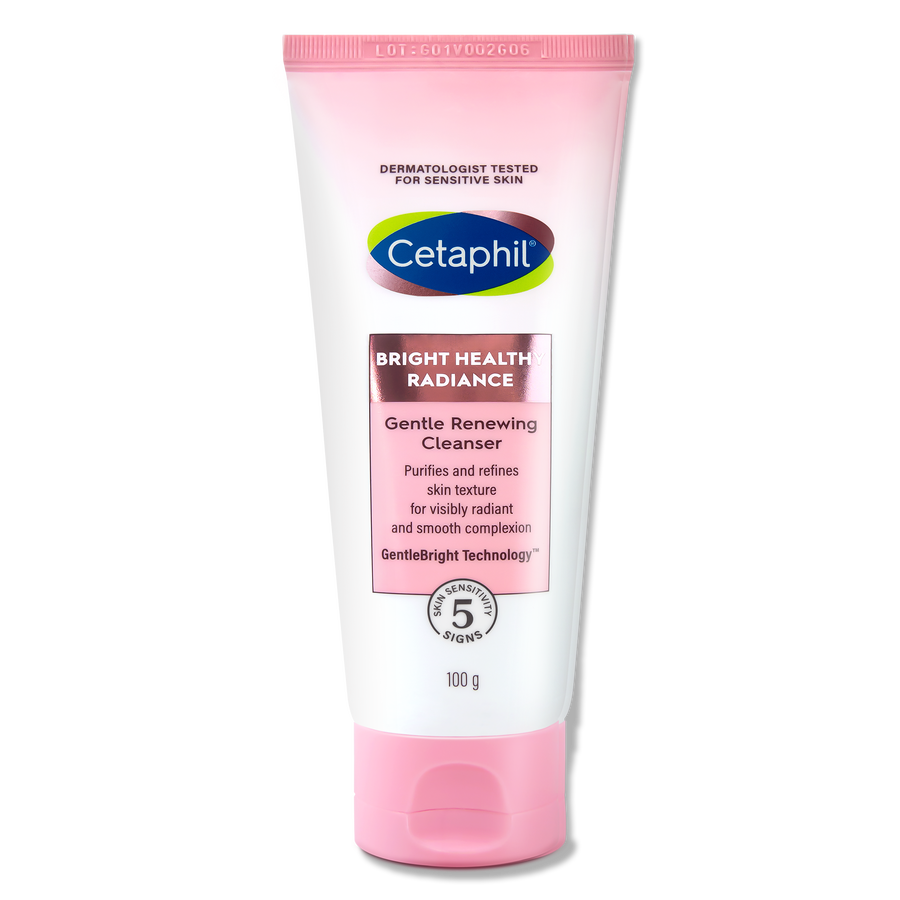 LOT:G01V002G06
DERMATOLOGIST TESTED
FOR SENSITIVE SKIN
Cetaphil®
BRIGHT HEALTHY
RADIANCE
Gentle Renewing
Cleanser
Purifies and refines
skin texture
for visibly radiant
and smooth complexion
GentleBright Technology™
SKIN SENSITIVITY
5
SIGNS
100 g